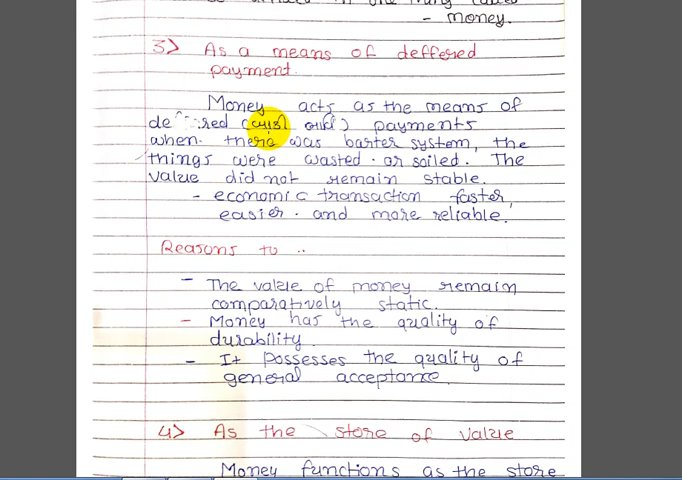 - money.
3> As a means of deffered
payment.
Money acts as the means of
payments
when there was barter system, the
things were wasted. or soiled. The
value did not remain stable.
- economic transaction faster,
easier. and more reliable.
Reasons to ..
- The value of money remain
comparatively static.
- Money has the quality of
durability.
- It possesses the quality of
general acceptance.
4> As the store of value
Money functions as the store